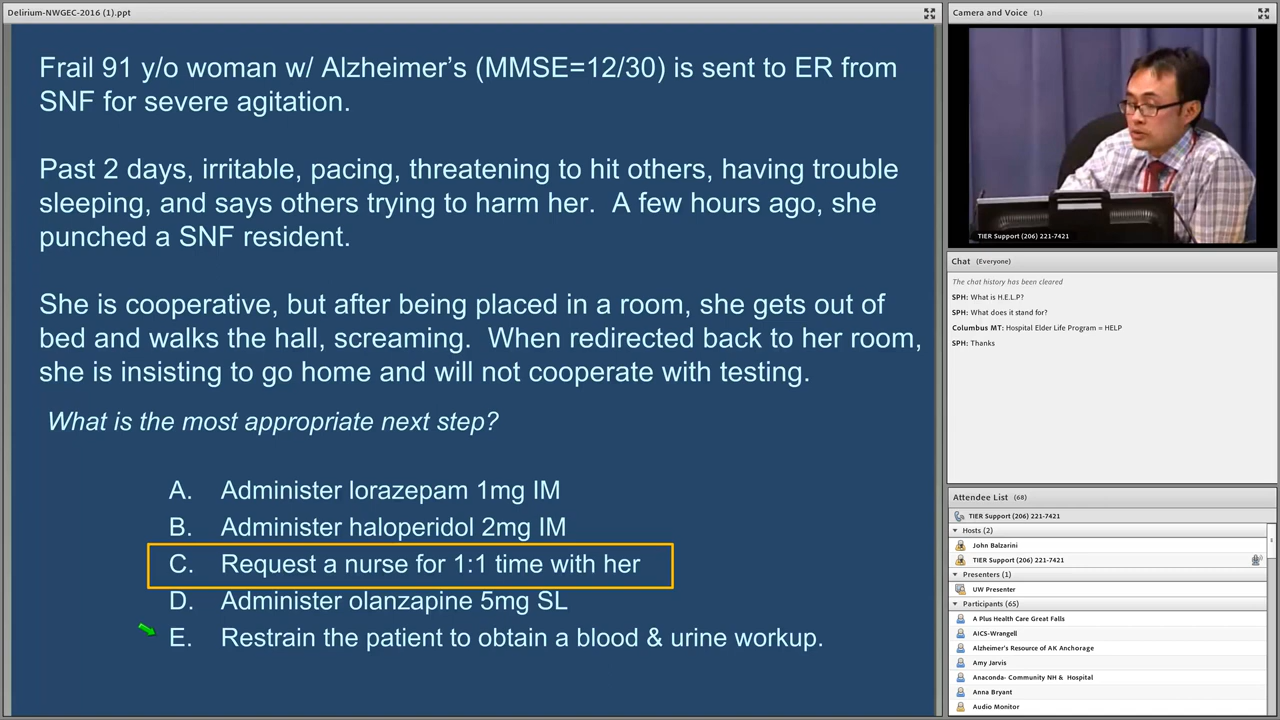 Delirium-NWGEC-2016 (1).ppt
Frail 91 y/o woman w/ Alzheimer's (MMSE=12/30) is sent to ER from
SNF for severe agitation.
Past 2 days, irritable, pacing, threatening to hit others, having trouble
sleeping, and says others trying to harm her.  A few hours ago, she
punched a SNF resident.
She is cooperative, but after being placed in a room, she gets out of
bed and walks the hall, screaming.  When redirected back to her room,
she is insisting to go home and will not cooperate with testing.
What is the most appropriate next step?
A. Administer lorazepam 1mg IM
B. Administer haloperidol 2mg IM
C. Request a nurse for 1:1 time with her
D. Administer olanzapine 5mg SL
E. Restrain the patient to obtain a blood & urine workup.
Camera and Voice (1)
TIER Support (206) 221-7421
Chat (Everyone)
The chat history has been cleared
SPH: What is H.E.L.P?
SPH: What does it stand for?
Columbus MT: Hospital Elder Life Program = HELP
SPH: Thanks
Attendee List (68)
TIER Support (206) 221-7421
Hosts (2)
John Balzarini
TIER Support (206) 221-7421
Presenters (1)
UW Presenter
Participants (65)
A Plus Health Care Great Falls
AICS-Wrangell
Alzheimer's Resource of AK Anchorage
Amy Jarvis
Anaconda- Community NH & Hospital
Anna Bryant
Audio Monitor